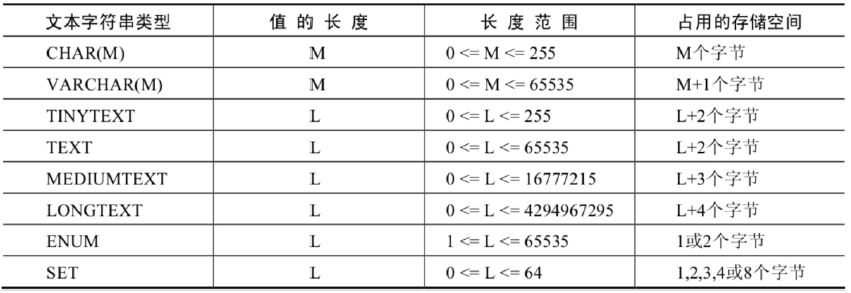 文本字符串类型 值的长度 长度范围 占用的存储空间
CHAR(M) M 0 <= M <= 255 M个字节
VARCHAR(M) M 0 <= M <= 65535 M+1个字节
TINYTEXT L 0 <= L <= 255 L+2个字节
TEXT L 0 <= L <= 65535 L+2个字节
MEDIUMTEXT L 0 <= L <= 16777215 L+3个字节
LONGTEXT L 0 <= L <= 4294967295 L+4个字节
ENUM L 1 <= L <= 65535 1或2个字节
SET L 0 <= L <= 64 1,2,3,4或8个字节